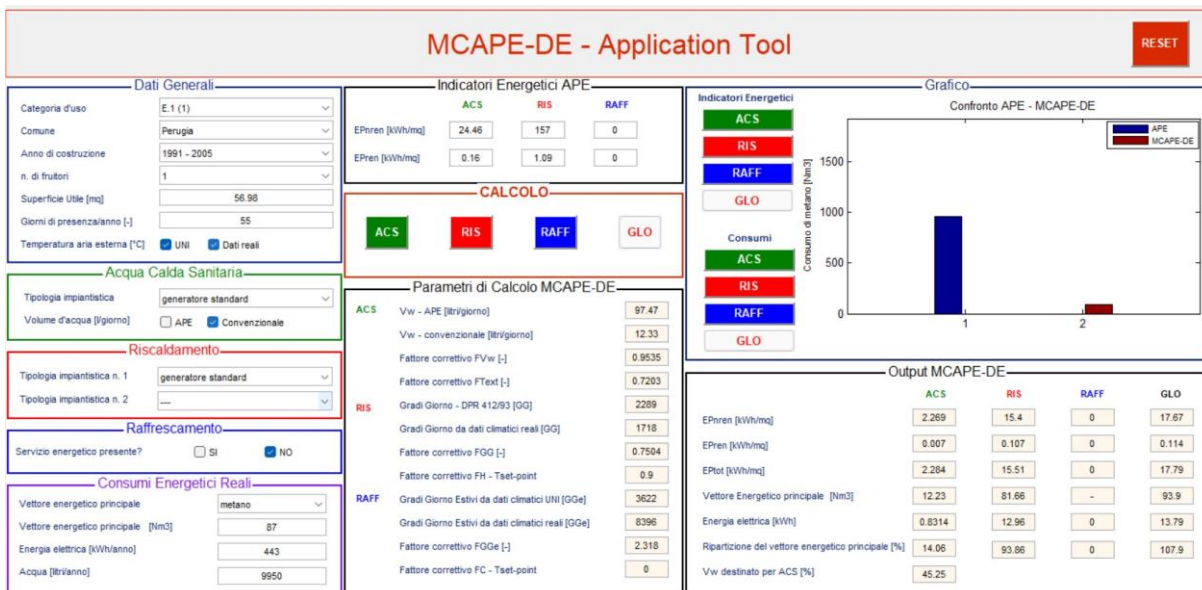 MCAPE-DE - Application Tool
RESET
Dati Generali
Categoria d'uso E.1 (1)
Comune Perugia
Anno di costruzione 1991 - 2005
n. di fruitori 1
Superficie Utile [mq] 56.98
Giorni di presenza/anno [-] 55
Temperatura aria esterna [°C] UNI Dati reali
Acqua Calda Sanitaria
Tipologia impiantistica generatore standard
Volume d'acqua [l/giorno] APE Convenzionale
Riscaldamento
Tipologia impiantistica n. 1 generatore standard
Tipologia impiantistica n. 2 ---
Raffrescamento
Servizio energetico presente? SI NO
Consumi Energetici Reali
Vettore energetico principale metano
Vettore energetico principale [Nm3] 87
Energia elettrica [kWh/anno] 443
Acqua [litri/anno] 9950
Indicatori Energetici APE
ACS RIS RAFF
EPnren [kWh/mq] 24.46 157 0
EPren [kWh/mq] 0.16 1.09 0
CALCOLO
ACS RIS RAFF GLO
Parametri di Calcolo MCAPE-DE
ACS Vw - APE [litri/giorno] 97.47
Vw - convenzionale [litri/giorno] 12.33
Fattore correttivo FVw [-] 0.9535
Fattore correttivo FText [-] 0.7203
RIS Gradi Giorno - DPR 412/93 [GG] 2289
Gradi Giorno da dati climatici reali [GG] 1718
Fattore correttivo FGG [-] 0.7504
Fattore correttivo FH - Tset-point 0.9
RAFF Gradi Giorno Estivi da dati climatici UNI [GGe] 3622
Gradi Giorno Estivi da dati climatici reali [GGe] 8396
Fattore correttivo FGGe [-] 2.318
Fattore correttivo FC - Tset-point 0
Grafico
Indicatori Energetici
ACS
RIS
RAFF
GLO
Consumi
ACS
RIS
RAFF
GLO
Confronto APE - MCAPE-DE
APE
MCAPE-DE
Consumo di metano [Nm3]
1500
1000
500
0
1 2
Output MCAPE-DE
ACS RIS RAFF GLO
EPnren [kWh/mq] 2.269 15.4 0 17.67
EPren [kWh/mq] 0.007 0.107 0 0.114
EPtot [kWh/mq] 2.284 15.51 0 17.79
Vettore Energetico principale [Nm3] 12.23 81.66 - 93.9
Energia elettrica [kWh] 0.8314 12.96 0 13.79
Ripartizione del vettore energetico principale [%] 14.06 93.86 0 107.9
Vw destinato per ACS [%] 45.25